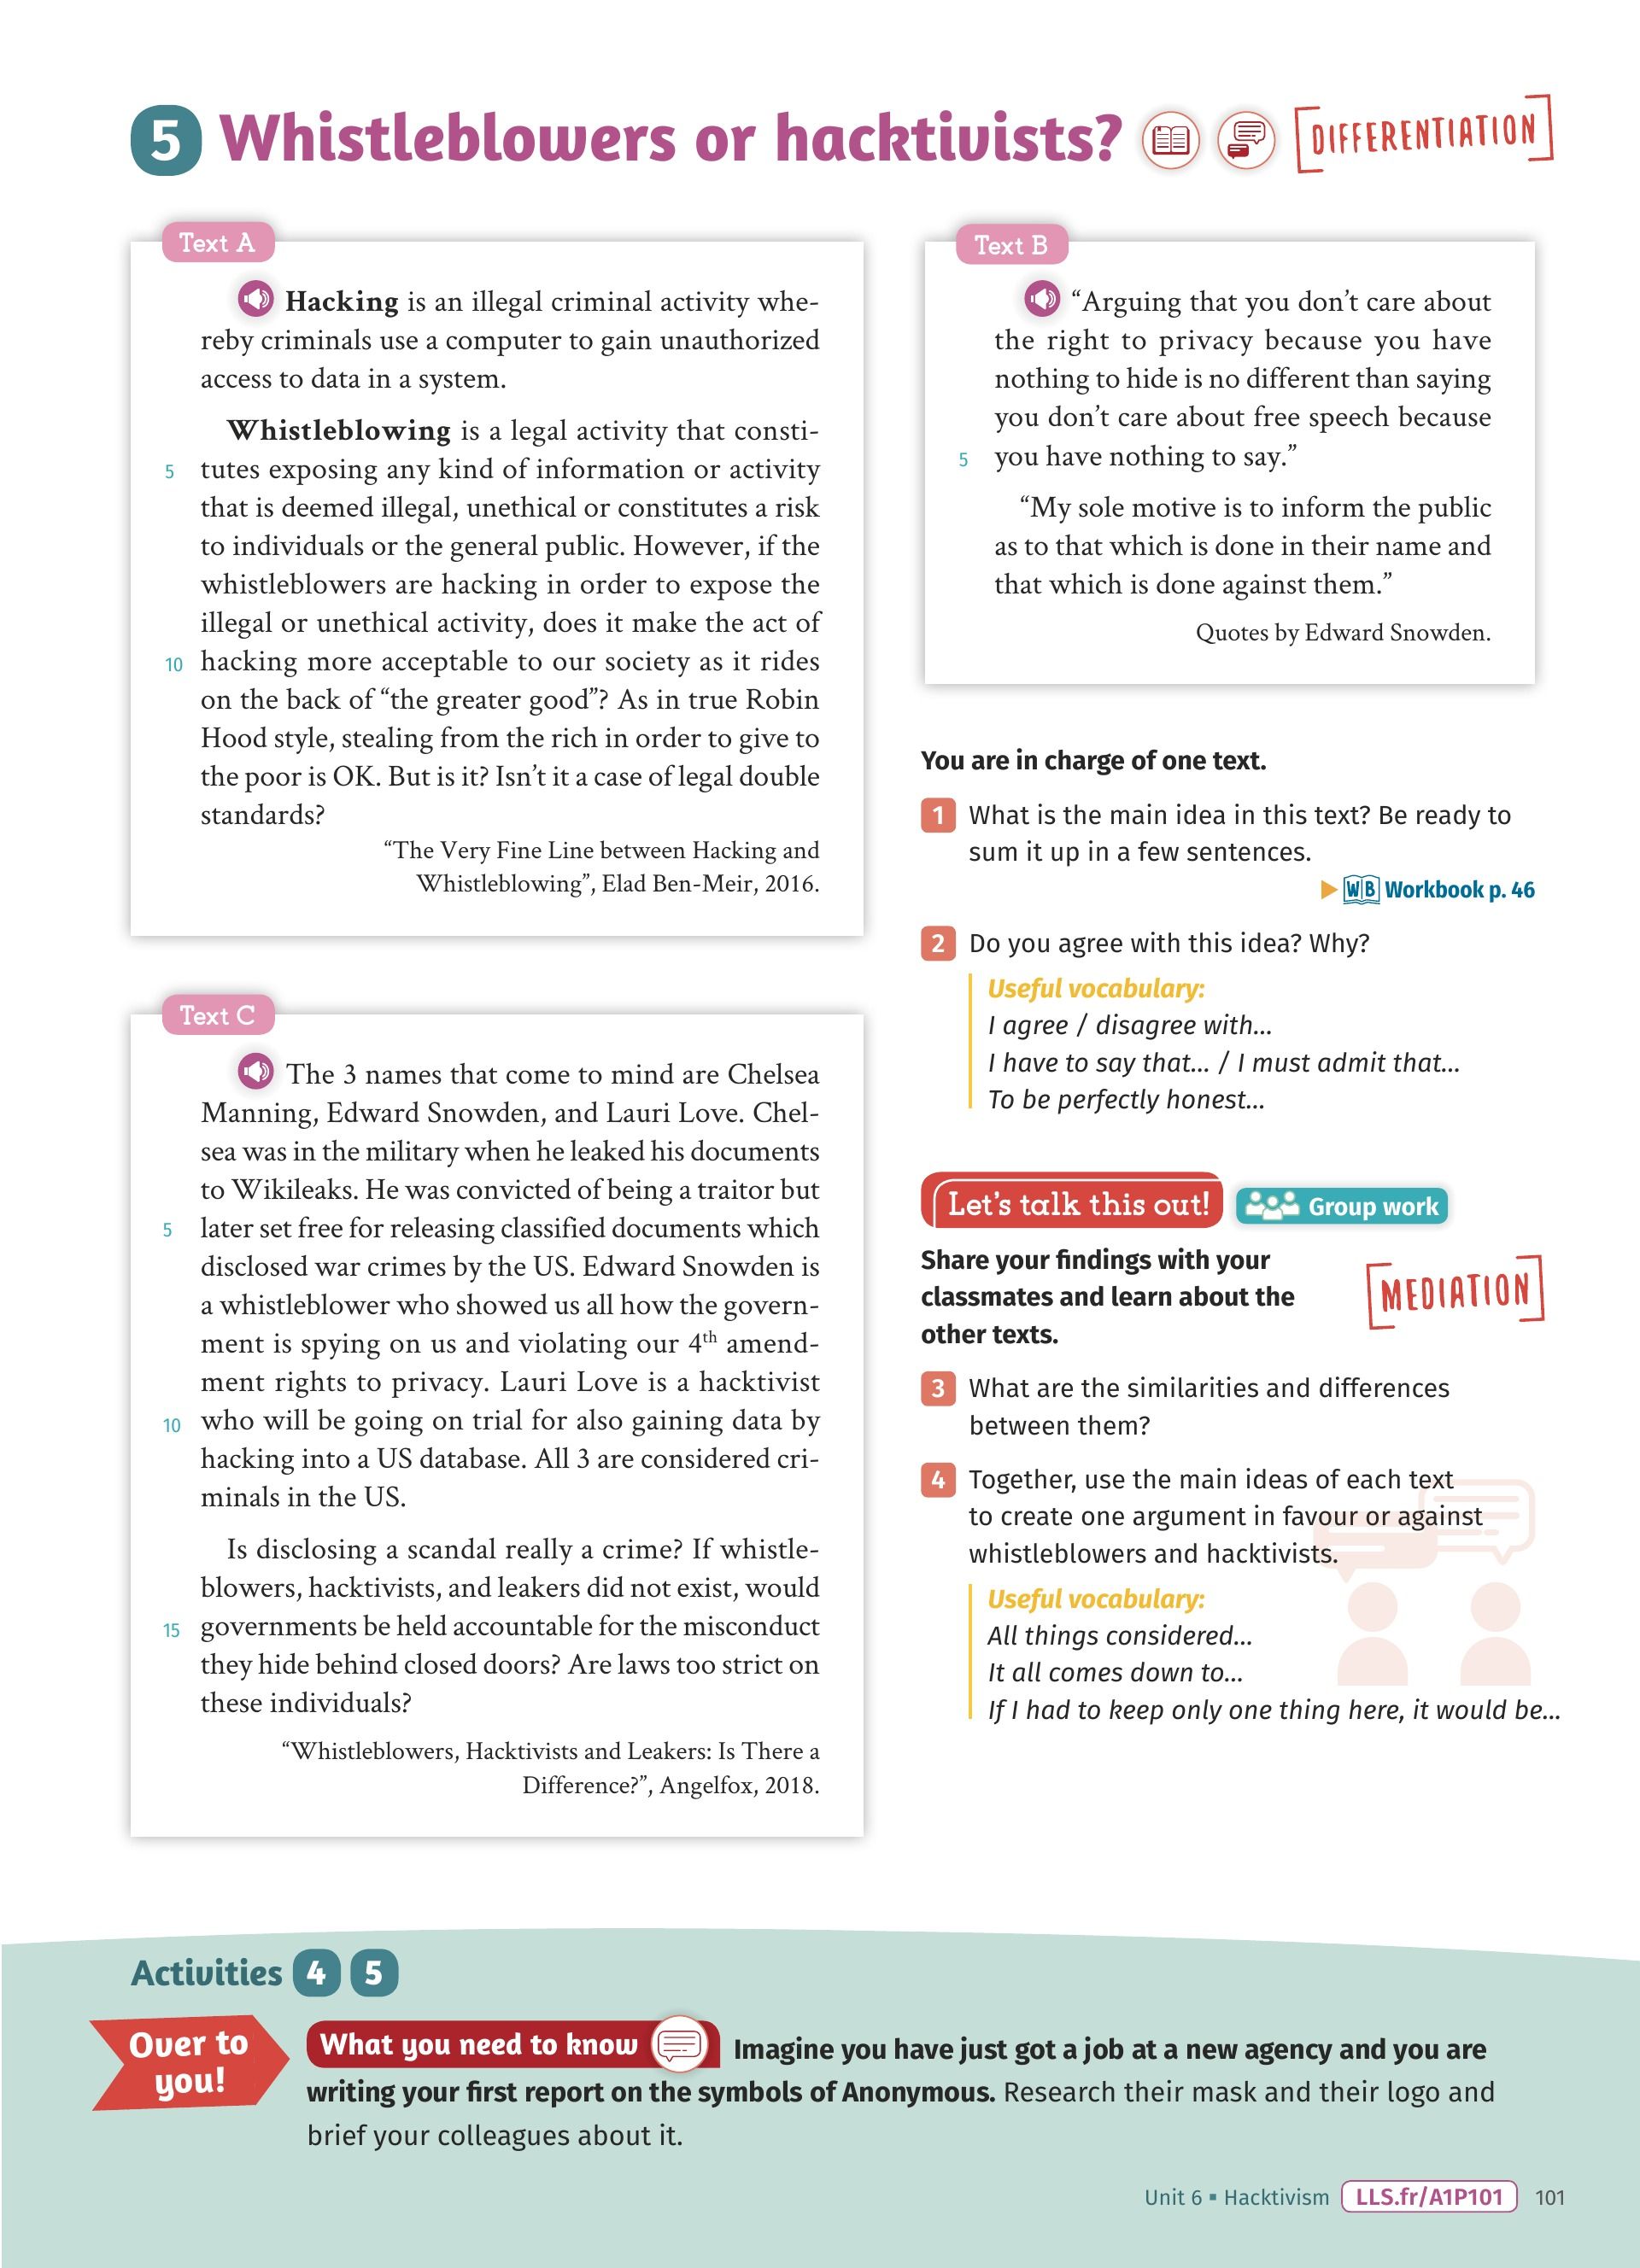 5 Whistleblowers or hacktivists?
DIFFERENTIATION
Text A
Hacking is an illegal criminal activity whe-
reby criminals use a computer to gain unauthorized
access to data in a system.
Whistleblowing is a legal activity that consti-
5 tutes exposing any kind of information or activity
that is deemed illegal, unethical or constitutes a risk
to individuals or the general public. However, if the
whistleblowers are hacking in order to expose the
illegal or unethical activity, does it make the act of
10 hacking more acceptable to our society as it rides
on the back of “the greater good”? As in true Robin
Hood style, stealing from the rich in order to give to
the poor is OK. But is it? Isn’t it a case of legal double
standards?
“The Very Fine Line between Hacking and
Whistleblowing”, Elad Ben-Meir, 2016.
Text B
“Arguing that you don’t care about
the right to privacy because you have
nothing to hide is no different than saying
you don’t care about free speech because
5 you have nothing to say.”
“My sole motive is to inform the public
as to that which is done in their name and
that which is done against them.”
Quotes by Edward Snowden.
Text C
The 3 names that come to mind are Chelsea
Manning, Edward Snowden, and Lauri Love. Chel-
sea was in the military when he leaked his documents
to Wikileaks. He was convicted of being a traitor but
5 later set free for releasing classified documents which
disclosed war crimes by the US. Edward Snowden is
a whistleblower who showed us all how the govern-
ment is spying on us and violating our 4th amend-
ment rights to privacy. Lauri Love is a hacktivist
10 who will be going on trial for also gaining data by
hacking into a US database. All 3 are considered cri-
minals in the US.
Is disclosing a scandal really a crime? If whistle-
blowers, hacktivists, and leakers did not exist, would
15 governments be held accountable for the misconduct
they hide behind closed doors? Are laws too strict on
these individuals?
“Whistleblowers, Hacktivists and Leakers: Is There a
Difference?”, Angelfox, 2018.
You are in charge of one text.
1 What is the main idea in this text? Be ready to
sum it up in a few sentences.
WB Workbook p. 46
2 Do you agree with this idea? Why?
Useful vocabulary:
I agree / disagree with...
I have to say that... / I must admit that...
To be perfectly honest...
Let’s talk this out! Group work
Share your findings with your
classmates and learn about the
other texts.
MEDIATION
3 What are the similarities and differences
between them?
4 Together, use the main ideas of each text
to create one argument in favour or against
whistleblowers and hacktivists.
Useful vocabulary:
All things considered...
It all comes down to...
If I had to keep only one thing here, it would be...
Activities 4 5
Over to
you!
What you need to know Imagine you have just got a job at a new agency and you are
writing your first report on the symbols of Anonymous. Research their mask and their logo and
brief your colleagues about it.
Unit 6 ▪ Hacktivism LLS.fr/A1P101 101